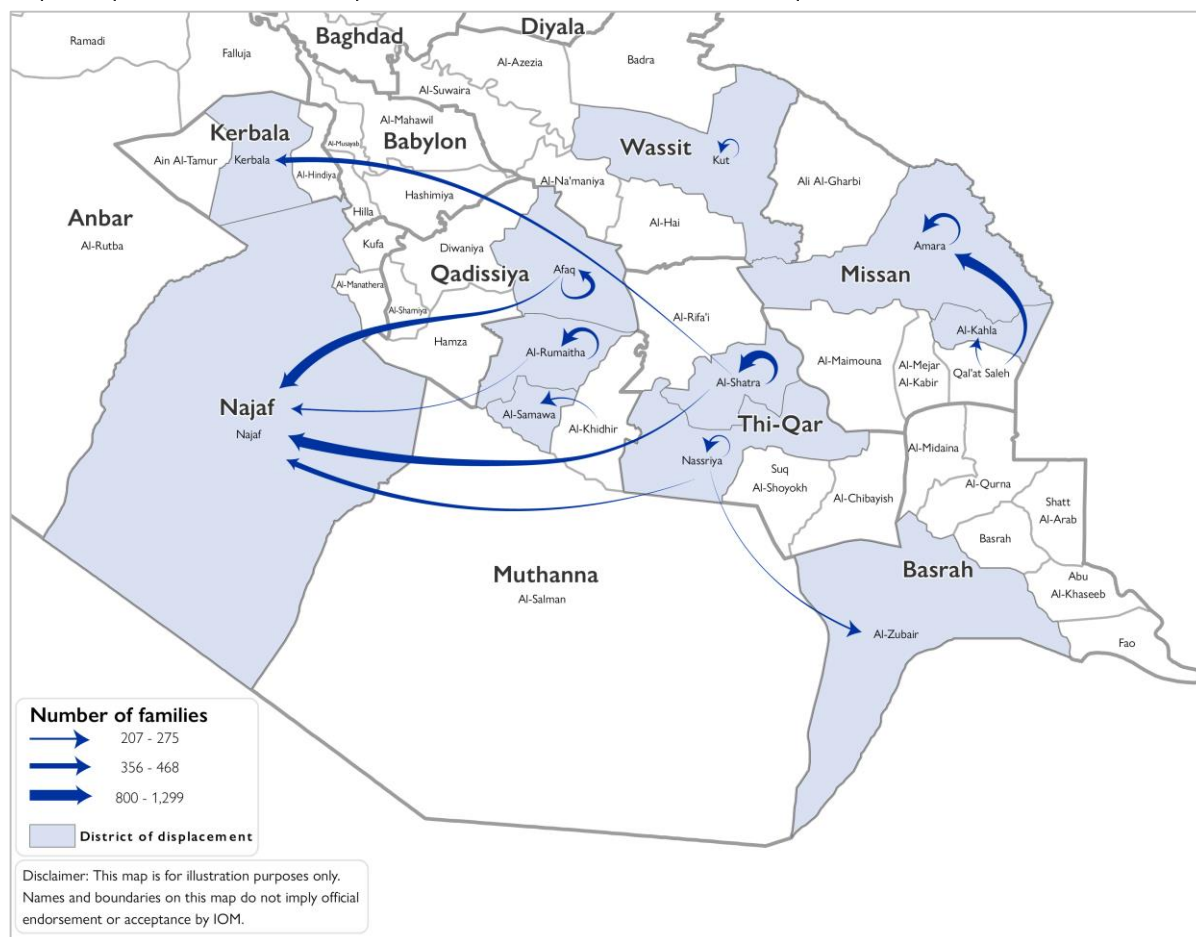 Diyala
Baghdad
Ramadi
Falluja
Al-Azezia
Badra
Al-Suwaira
Al-Mahawil
Kerbala
Al-Musayab
Babylon
Wassit
Ain Al-Tamur
Kerbala
Kut
Al-Hindiya
Al-Na'maniya
Ali Al-Gharbi
Hashimiya
Anbar
Hilla
Al-Hai
Al-Rutba
Kufa
Diwaniya
Amara
Qadissiya
Afaq
Missan
Al-Manathera
Al-Shamiya
Al-Rifa'i
Al-Kahla
Hamza
Al-Rumaitha
Al-Maimouna
Al-Mejar
Al-Kabir
Qal'at Saleh
Al-Shatra
Najaf
Al-Samawa
Najaf
Al-Khidhir
Thi-Qar
Al-Midaina
Nassriya
Suq
Al-Shoyokh
Al-Qurna
Al-Chibayish
Shatt
Al-Arab
Basrah
Basrah
Muthanna
Al-Salman
Abu
Al-Khaseeb
Al-Zubair
Fao
Number of families
207 - 275
356 - 468
800 - 1,299
District of displacement
Disclaimer: This map is for illustration purposes only.
Names and boundaries on this map do not imply official
endorsement or acceptance by IOM.